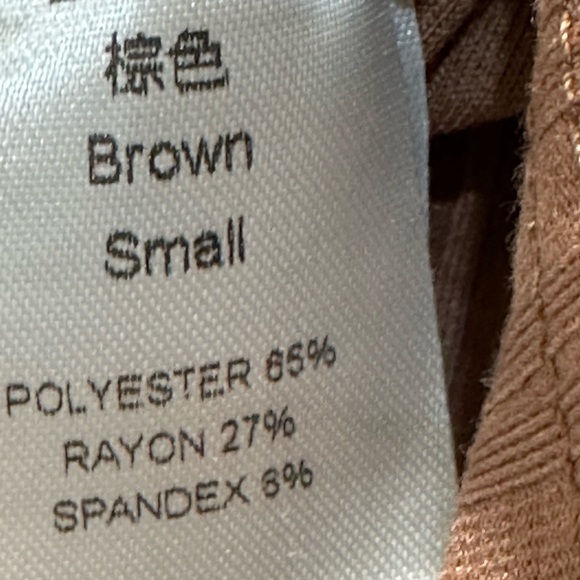 棕色
Brown
Small
POLYESTER 65%
RAYON 27%
SPANDEX 8%